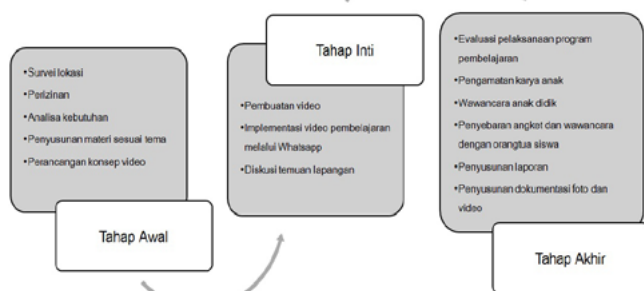 •Survei lokasi
•Perizinan
•Analisa kebutuhan
•Penyusunan materi sesuai tema
•Perancangan konsep video
Tahap Awal
Tahap Inti
•Pembuatan video
•Implementasi video pembelajaran
melalui Whatsapp
•Diskusi temuan lapangan
•Evaluasi pelaksanaan program
pembelajaran
•Pengamatan karya anak
•Wawancara anak didik
•Penyebaran angket dan wawancara
dengan orangtua siswa
•Penyusunan laporan
•Penyusunan dokumentasi foto dan
video
Tahap Akhir